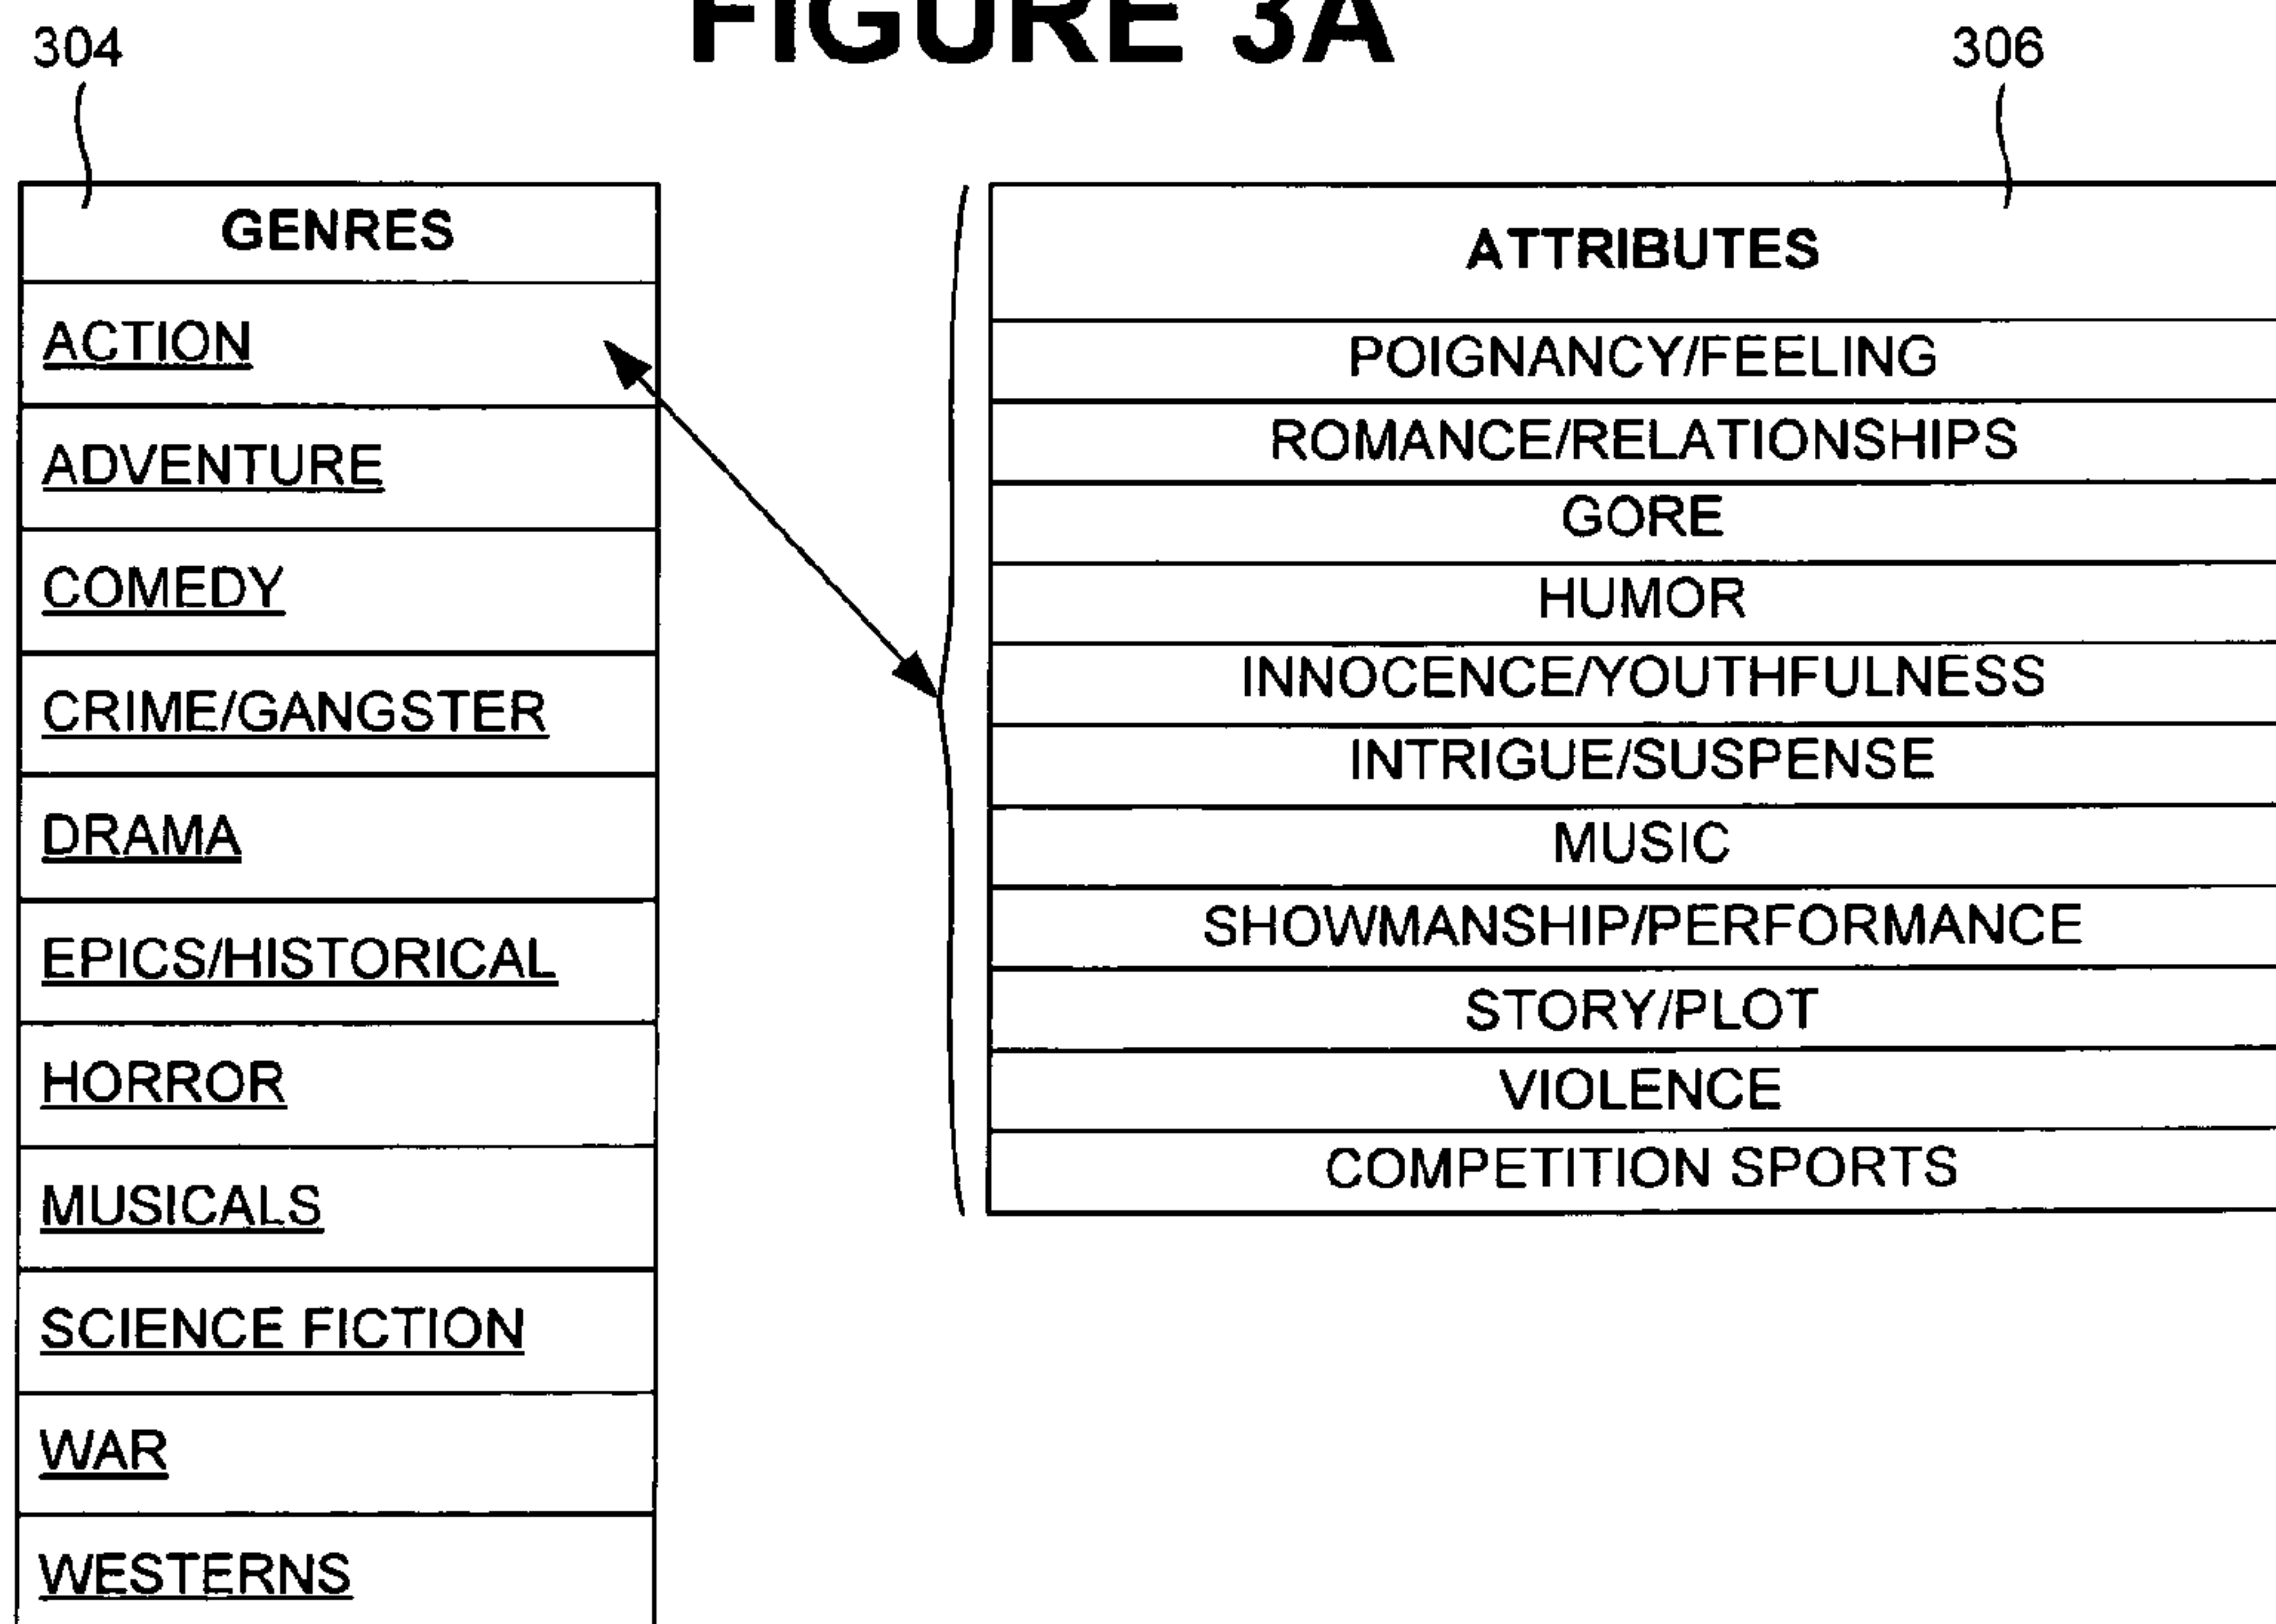 FIGURE 3A
304
306
GENRES
ACTION
ADVENTURE
COMEDY
CRIME/GANGSTER
DRAMA
EPICS/HISTORICAL
HORROR
MUSICALS
SCIENCE FICTION
WAR
WESTERNS
ATTRIBUTES
POIGNANCY/FEELING
ROMANCE/RELATIONSHIPS
GORE
HUMOR
INNOCENCE/YOUTHFULNESS
INTRIGUE/SUSPENSE
MUSIC
SHOWMANSHIP/PERFORMANCE
STORY/PLOT
VIOLENCE
COMPETITION SPORTS